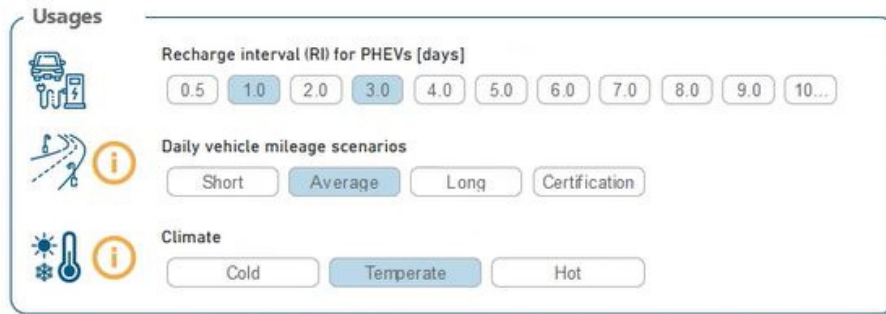 Usages
Recharge interval (RI) for PHEVs [days]
0.5 1.0 2.0 3.0 4.0 5.0 6.0 7.0 8.0 9.0 10...
Daily vehicle mileage scenarios
Short Average Long Certification
Climate
Cold Temperate Hot